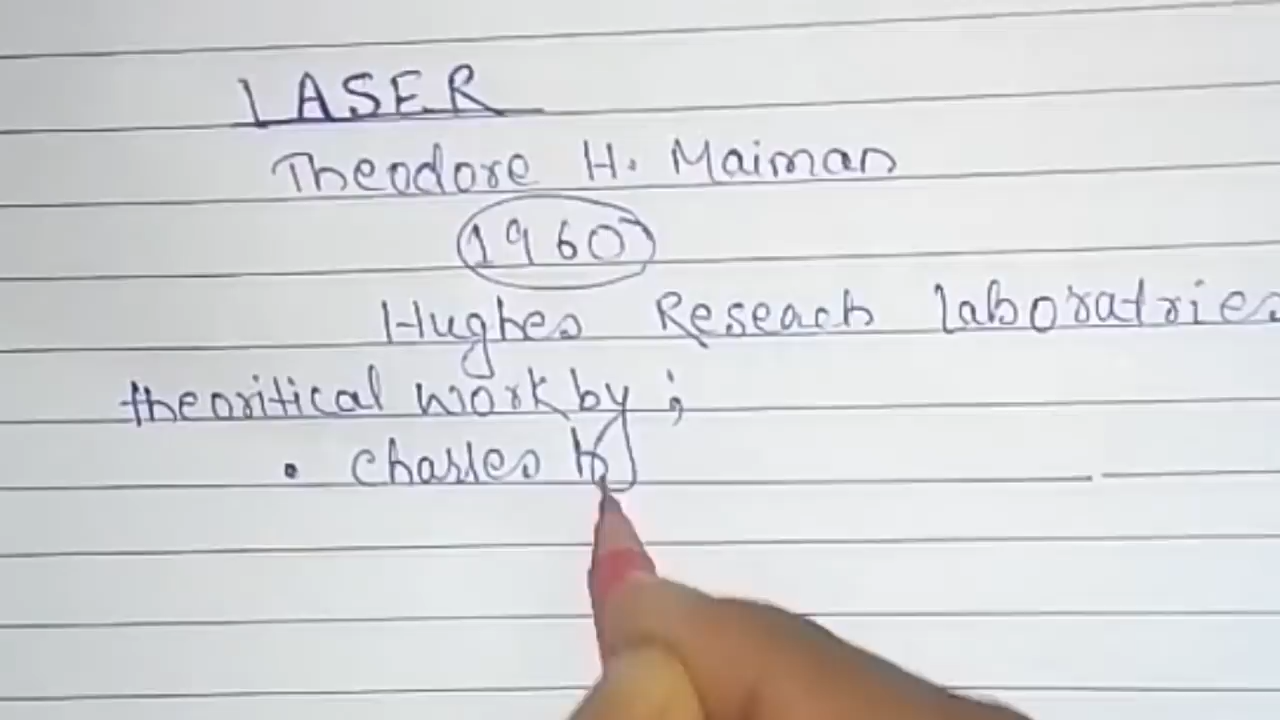 LASER
Theodore H. Maiman
1960
Hughes Reseach laboratries
theoritical work by ;
• Charles